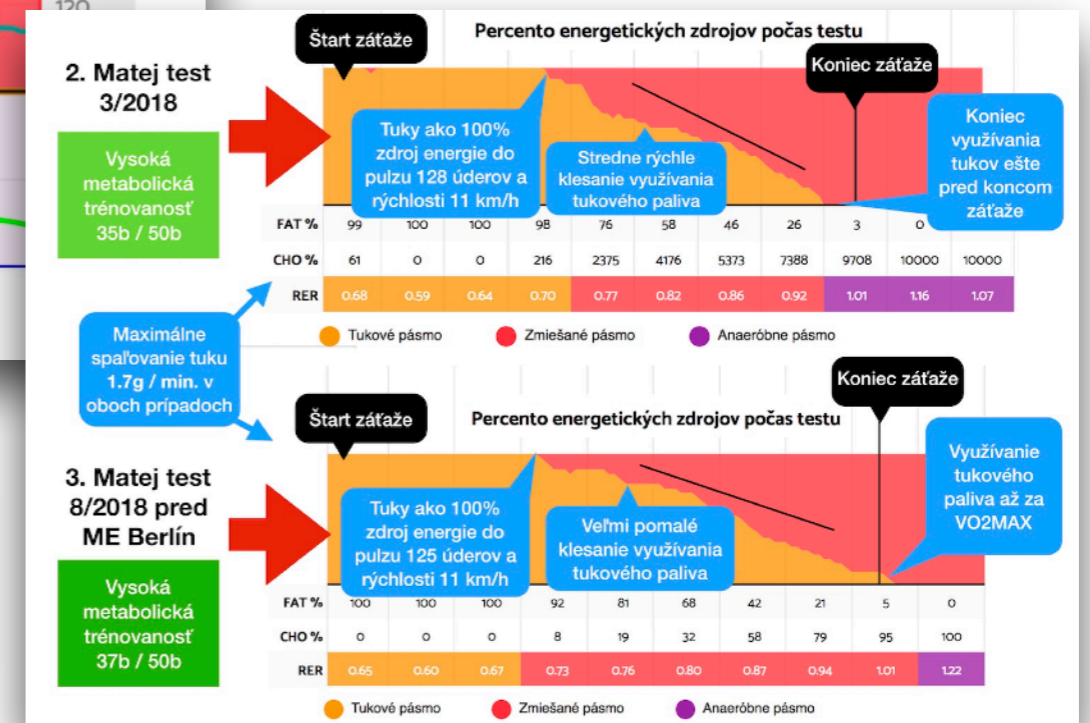 120
Percento energetických zdrojov počas testu
Štart záťaže
Koniec záťaže
2. Matej test
3/2018
Vysoká
metabolická
trénovanosť
35b / 50b
Tuky ako 100%
zdroj energie do
pulzu 128 úderov a
rýchlosti 11 km/h
Stredne rýchle
klesanie využívania
tukového paliva
Koniec
využívania
tukov ešte
pred koncom
záťaže
FAT % 99 100 100 98 76 58 46 26 3 0
CHO % 61 0 0 216 2375 4176 5373 7388 9708 10000 10000
RER 0.68 0.59 0.64 0.70 0.77 0.82 0.86 0.92 1.01 1.16 1.07
Tukové pásmo Zmiešané pásmo Anaeróbne pásmo
Maximálne
spaľovanie tuku
1.7g / min. v
oboch prípadoch
Štart záťaže
Percento energetických zdrojov počas testu
Koniec záťaže
3. Matej test
8/2018 pred
ME Berlín
Vysoká
metabolická
trénovanosť
37b / 50b
Tuky ako 100%
zdroj energie do
pulzu 125 úderov a
rýchlosti 11 km/h
Veľmi pomalé
klesanie využívania
tukového paliva
Využívanie
tukového
paliva až za
VO2MAX
FAT % 100 100 100 92 81 68 42 21 5 0
CHO % 0 0 0 8 19 32 58 79 95 100
RER 0.65 0.60 0.67 0.73 0.76 0.80 0.87 0.94 1.01 1.22
Tukové pásmo Zmiešané pásmo Anaeróbne pásmo